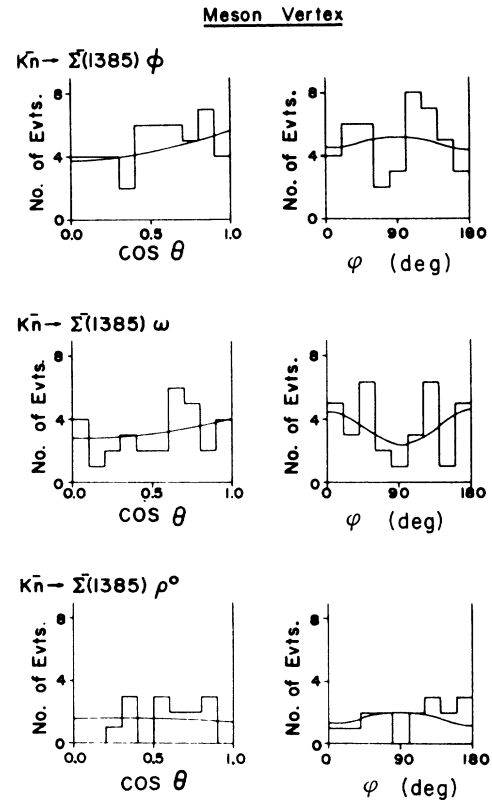 Meson Vertex
K⁻n → Σ⁻(1385) φ
No. of Evts.
8
4
0
0.0 0.5 1.0
COS θ
No. of Evts.
8
4
0
0 90 180
φ (deg)
K⁻n → Σ⁻(1385) ω
No. of Evts.
8
4
0
0.0 0.5 1.0
COS θ
No. of Evts.
8
4
0
0 90 180
φ (deg)
K⁻n → Σ⁻(1385) ρ⁰
No. of Evts.
8
4
0
0.0 0.5 1.0
COS θ
No. of Evts.
8
4
0
0 90 180
φ (deg)